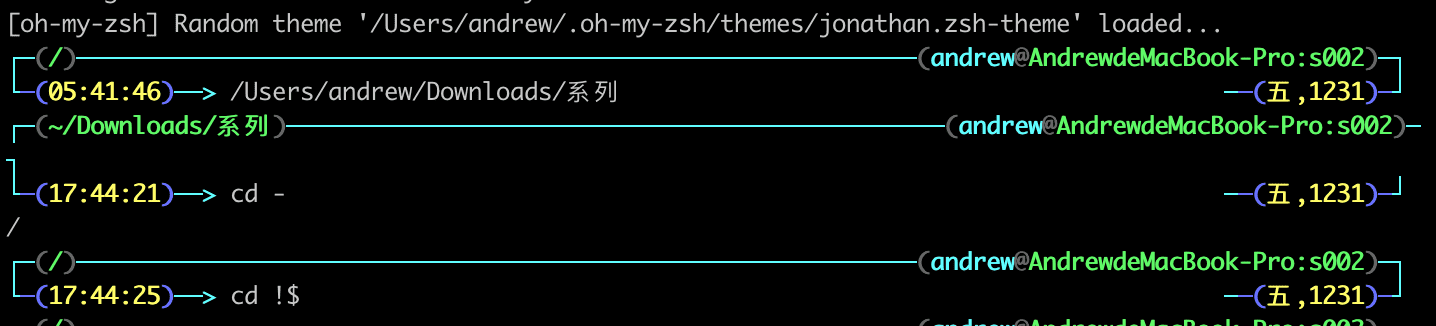 [oh-my-zsh] Random theme '/Users/andrew/.oh-my-zsh/themes/jonathan.zsh-theme' loaded...
(/) (andrew@AndrewdeMacBook-Pro:s002)
(05:41:46)──> /Users/andrew/Downloads/系列 (五,1231)
(~/Downloads/系列) (andrew@AndrewdeMacBook-Pro:s002)
(17:44:21)──> cd - (五,1231)
/
(/) (andrew@AndrewdeMacBook-Pro:s002)
(17:44:25)──> cd !$ (五,1231)